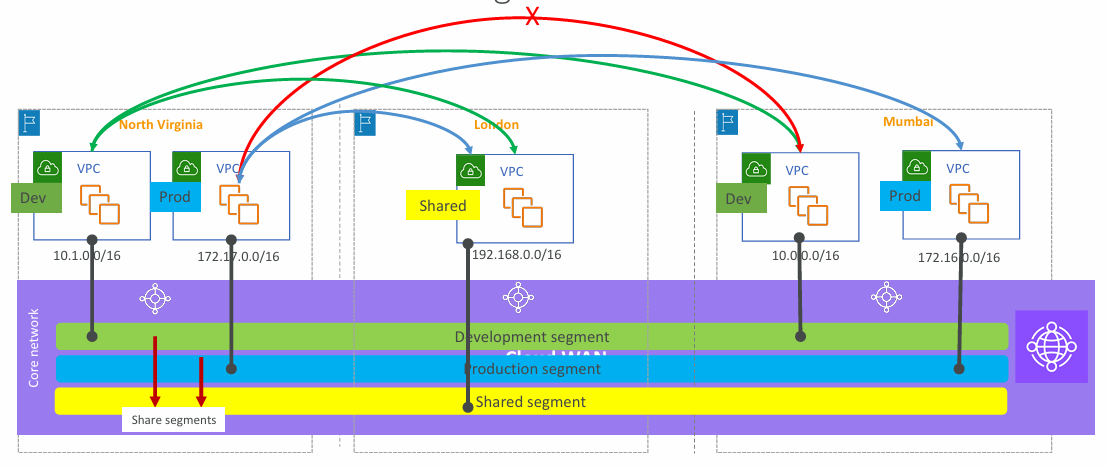 X
North Virginia
London
Mumbai
VPC
VPC
VPC
VPC
VPC
Dev
Prod
Shared
Dev
Prod
10.1.0.0/16
172.17.0.0/16
192.168.0.0/16
10.0.0.0/16
172.16.0.0/16
Core network
Development segment
Cloud WAN
Production segment
Shared segment
Share segments